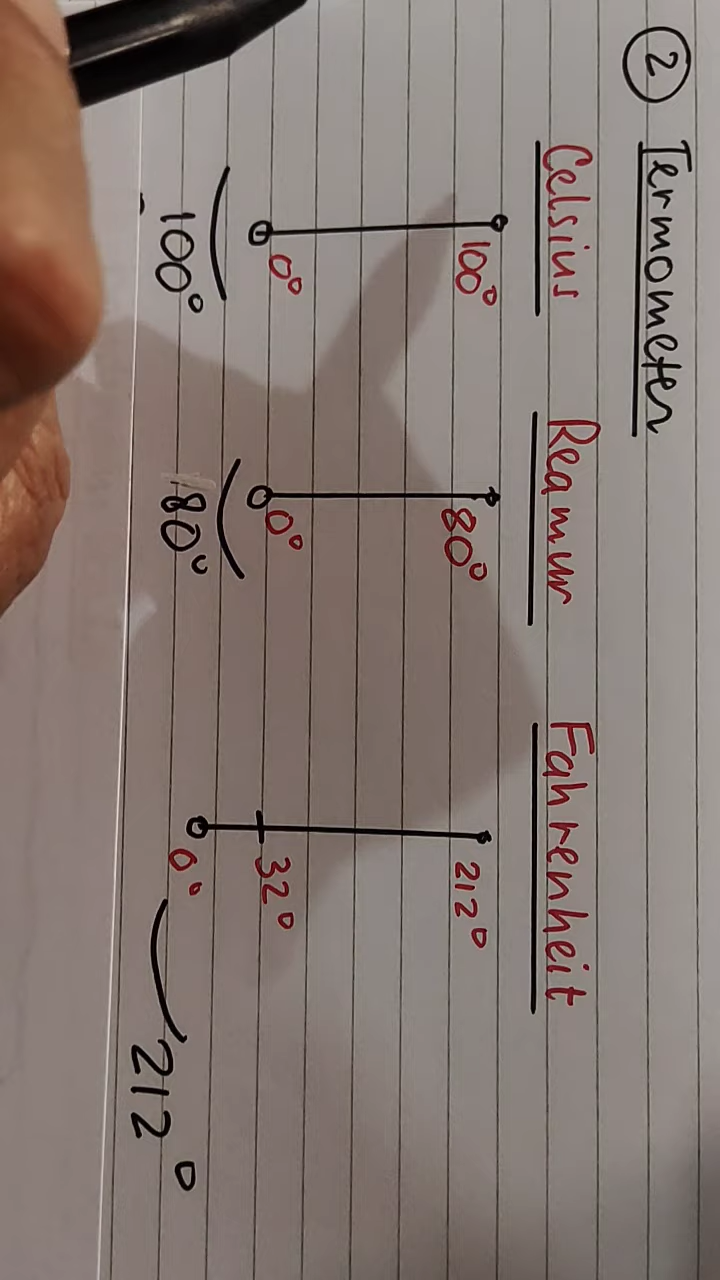 ② Termometer
Celsius Reamur Fahrenheit
100° 80° 212°
0° 0° 32°
0°
100° 80° 212°